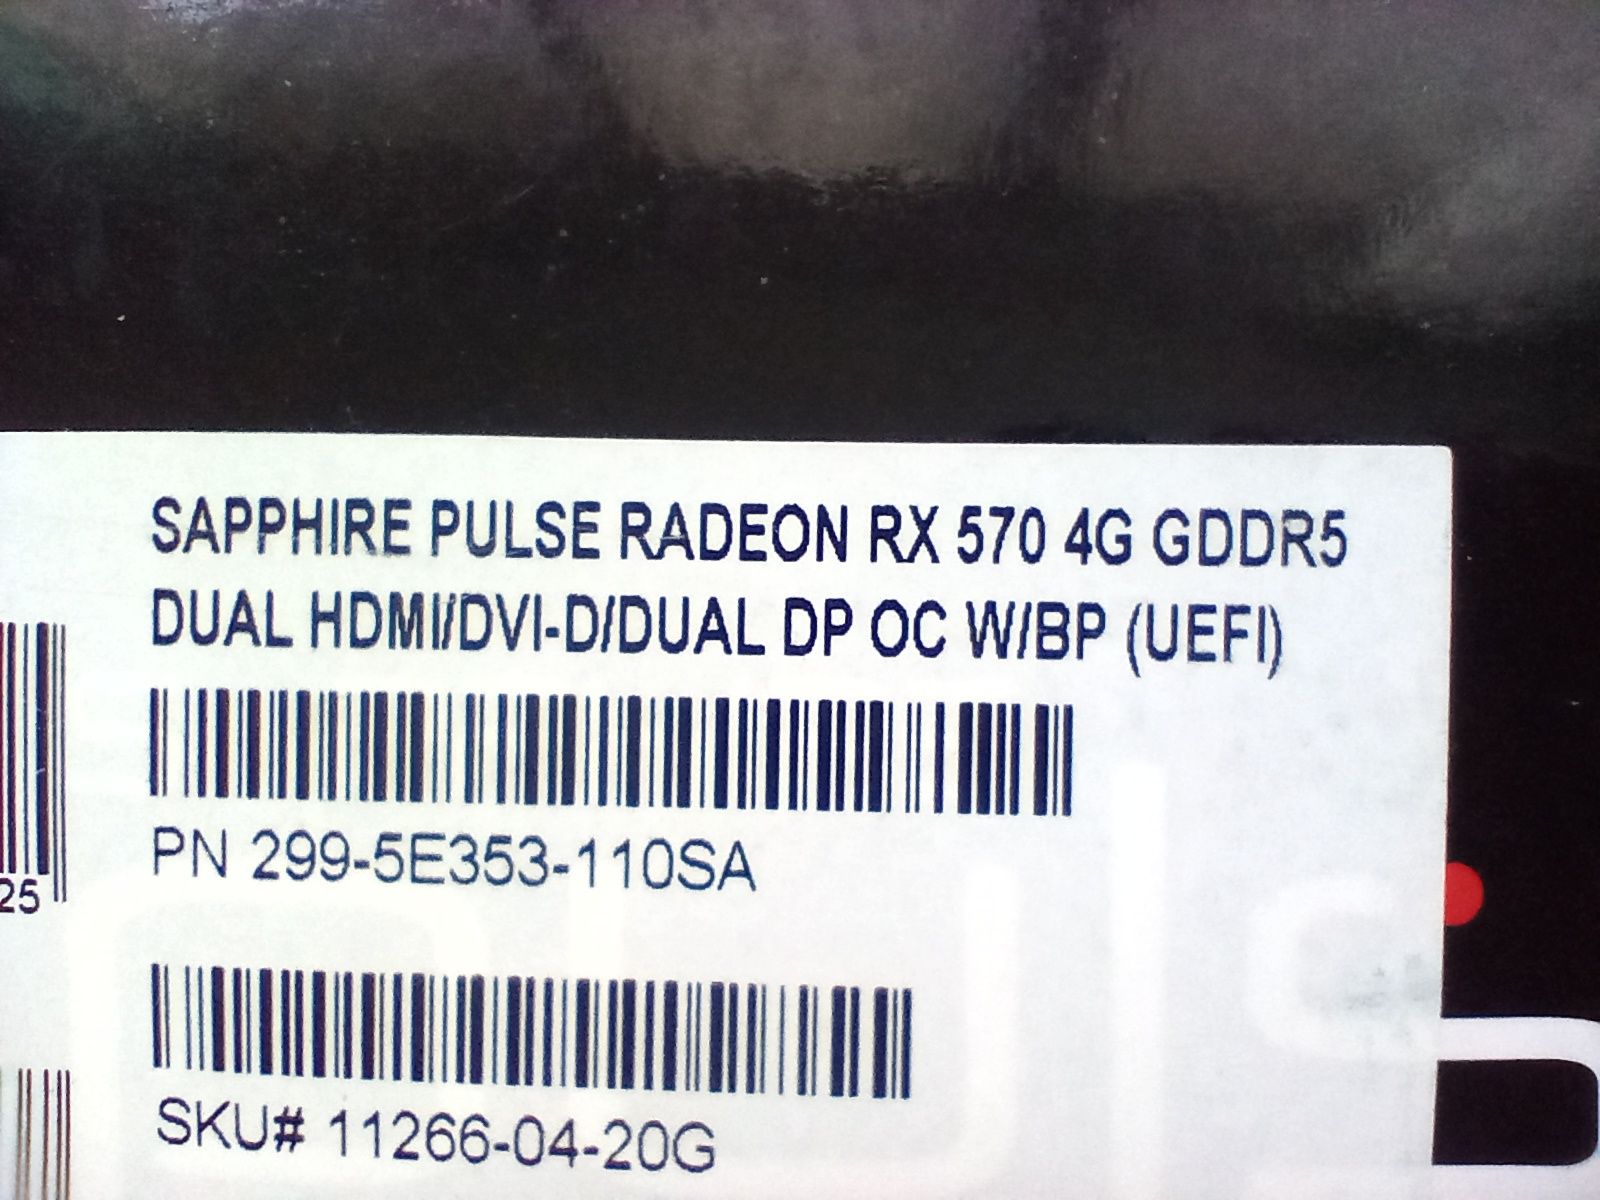 SAPPHIRE PULSE RADEON RX 570 4G GDDR5
DUAL HDMI/DVI-D/DUAL DP OC W/BP (UEFI)
PN 299-5E353-110SA
25
SKU# 11266-04-20G